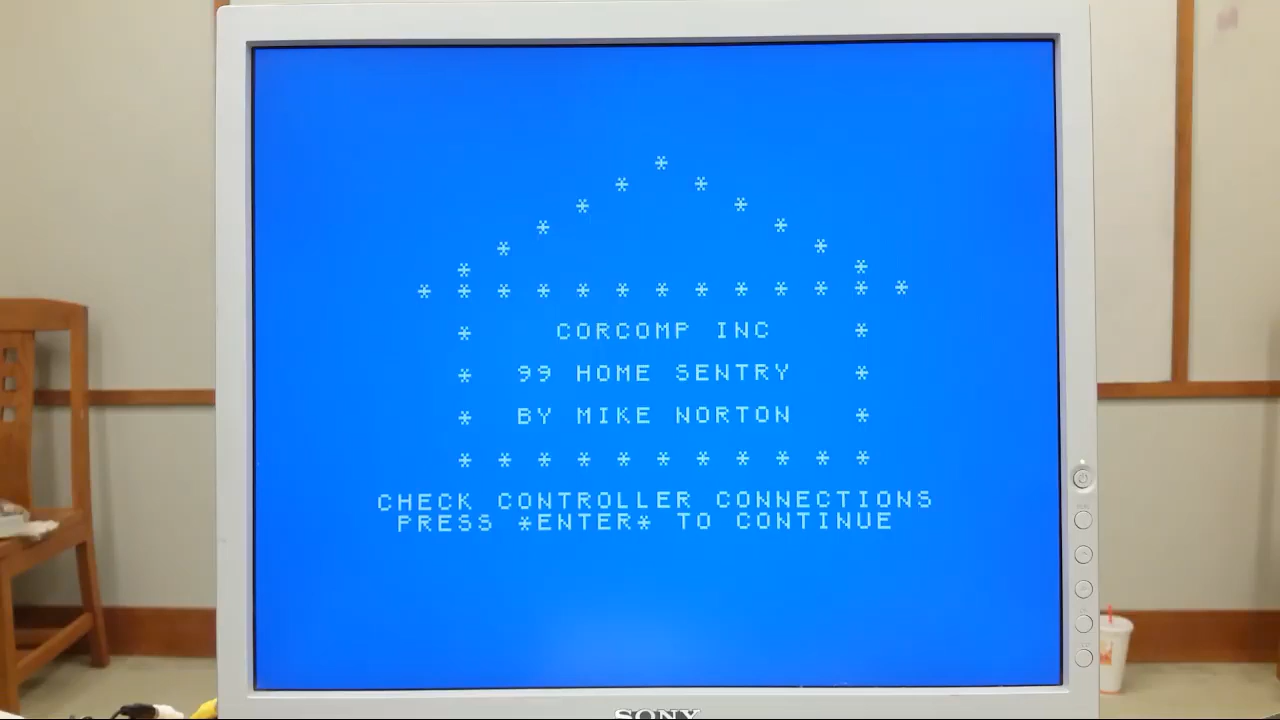 *
* *
* *
* *
* *
* *
* * * * * * * * * * * * *
* CORCOMP INC *
* 99 HOME SENTRY *
* BY MIKE NORTON *
* * * * * * * * * * *
CHECK CONTROLLER CONNECTIONS
PRESS *ENTER* TO CONTINUE
SONY